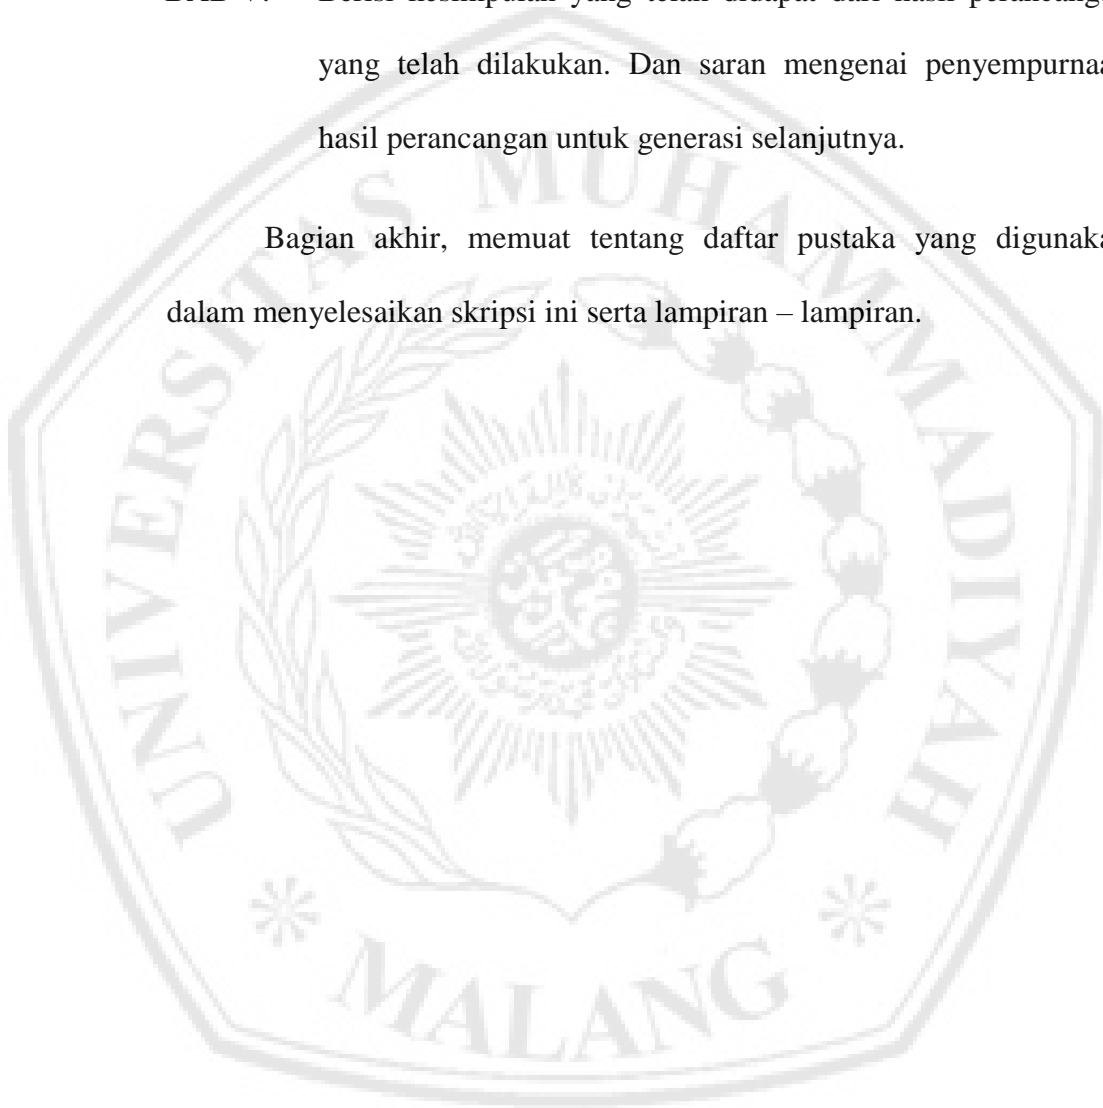 yang telah dilakukan. Dan saran mengenai penyempurnaa
hasil perancangan untuk generasi selanjutnya.
Bagian akhir, memuat tentang daftar pustaka yang digunaka
dalam menyelesaikan skripsi ini serta lampiran – lampiran.
UNIVERSITAS MUHAMMADIYAH
MALANG